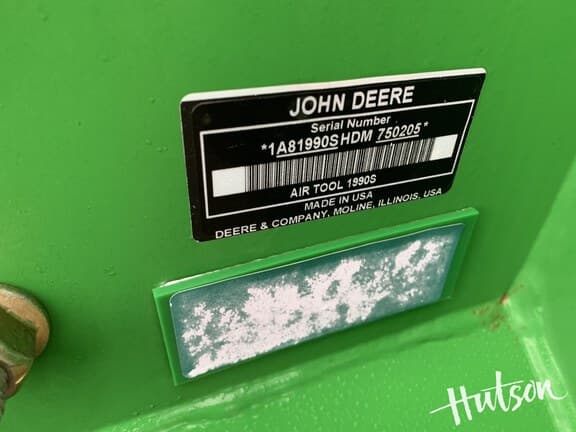 JOHN DEERE
Serial Number
*1A81990SHDM 750205*
AIR TOOL 1990S
MADE IN USA
DEERE & COMPANY, MOLINE, ILLINOIS, USA
Hutson